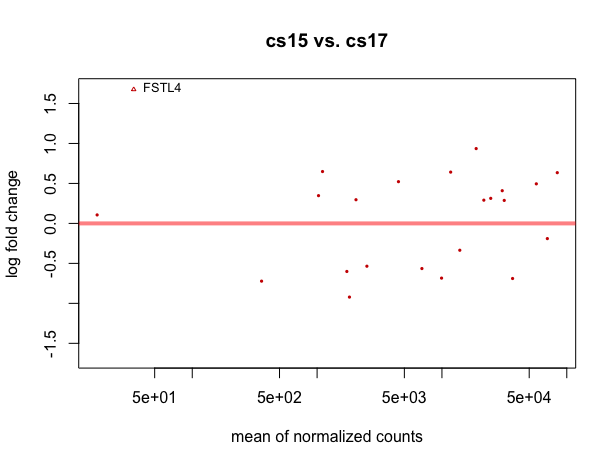 cs15 vs. cs17
FSTL4
log fold change
1.5
1.0
0.5
0.0
-0.5
-1.5
5e+01 5e+02 5e+03 5e+04
mean of normalized counts